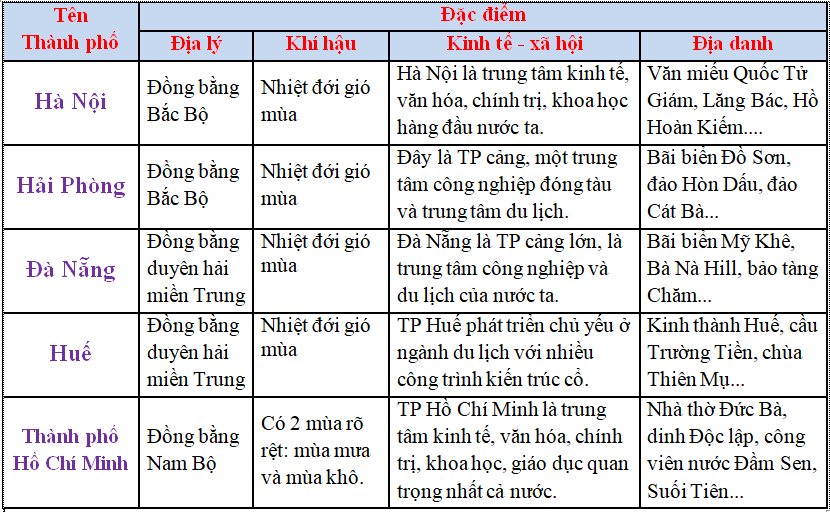 Tên
Thành phố
Đặc điểm
Địa lý
Khí hậu
Kinh tế - xã hội
Địa danh
Hà Nội
Đồng bằng
Bắc Bộ
Nhiệt đới gió
mùa
Hà Nội là trung tâm kinh tế,
văn hóa, chính trị, khoa học
hàng đầu nước ta.
Văn miếu Quốc Tử
Giám, Lăng Bác, Hồ
Hoàn Kiếm....
Hải Phòng
Đồng bằng
Bắc Bộ
Nhiệt đới gió
mùa
Đây là TP cảng, một trung
tâm công nghiệp đóng tàu
và trung tâm du lịch.
Bãi biển Đồ Sơn,
đảo Hòn Dấu, đảo
Cát Bà...
Đà Nẵng
Đồng bằng
duyên hải
miền Trung
Nhiệt đới gió
mùa
Đà Nẵng là TP cảng lớn, là
trung tâm công nghiệp và
du lịch của nước ta.
Bãi biển Mỹ Khê,
Bà Nà Hill, bảo tàng
Chăm...
Huế
Đồng bằng
duyên hải
miền Trung
Nhiệt đới gió
mùa
TP Huế phát triển chủ yếu ở
ngành du lịch với nhiều
công trình kiến trúc cổ.
Kinh thành Huế, cầu
Trường Tiền, chùa
Thiên Mụ...
Thành phố
Hồ Chí Minh
Đồng bằng
Nam Bộ
Có 2 mùa rõ
rệt: mùa mưa
và mùa khô.
TP Hồ Chí Minh là trung
tâm kinh tế, văn hóa, chính
trị, khoa học, giáo dục quan
trọng nhất cả nước.
Nhà thờ Đức Bà,
dinh Độc lập, công
viên nước Đầm Sen,
Suối Tiên...